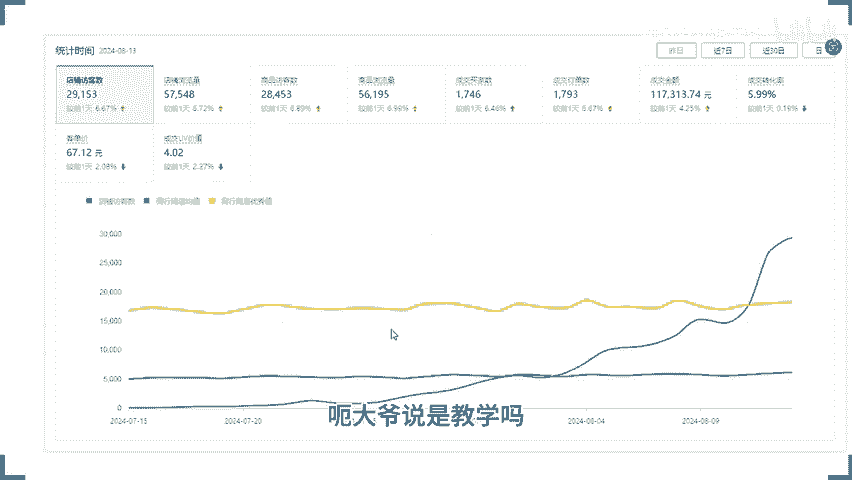 统计时间 2024-08-13
昨日 近7日 近30日 日
店铺访客数 店铺浏览量 商品访客数 商品浏览量 成交买家数 成交订单数 成交金额 成交转化率
29,153 57,548 28,453 56,195 1,746 1,793 117,313.74 元 5.99%
较前1天 6.67% 较前1天 6.72% 较前1天 6.89% 较前1天 6.99% 较前1天 6.46% 较前1天 6.67% 较前1天 4.25% 较前1天 0.19%
客单价 成交UV价值
67.12 元 4.02
较前1天 2.08% 较前1天 2.37%
店铺访客数 同行同层均值 同行同层优秀值
30,000
25,000
20,000
15,000
10,000
5,000
0
2024-07-15 2024-07-20 2024-08-04 2024-08-09
呃大爷说是教学吗